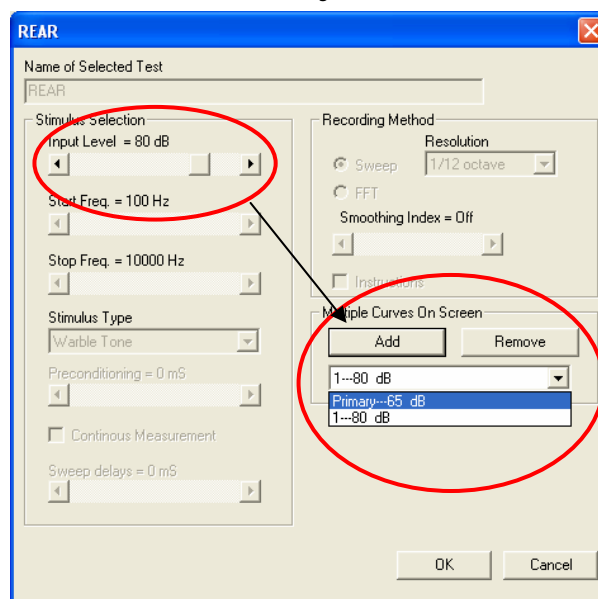 REAR
Name of Selected Test
REAR
Stimulus Selection
Input Level = 80 dB
Start Freq. = 100 Hz
Stop Freq. = 10000 Hz
Stimulus Type
Warble Tone
Preconditioning = 0 mS
Continous Measurement
Sweep delays = 0 mS
Recording Method
Resolution
Sweep
1/12 octave
FFT
Smoothing Index = Off
Instructions
Multiple Curves On Screen
Add
Remove
1---80 dB
Primary---65 dB
1---80 dB
OK
Cancel